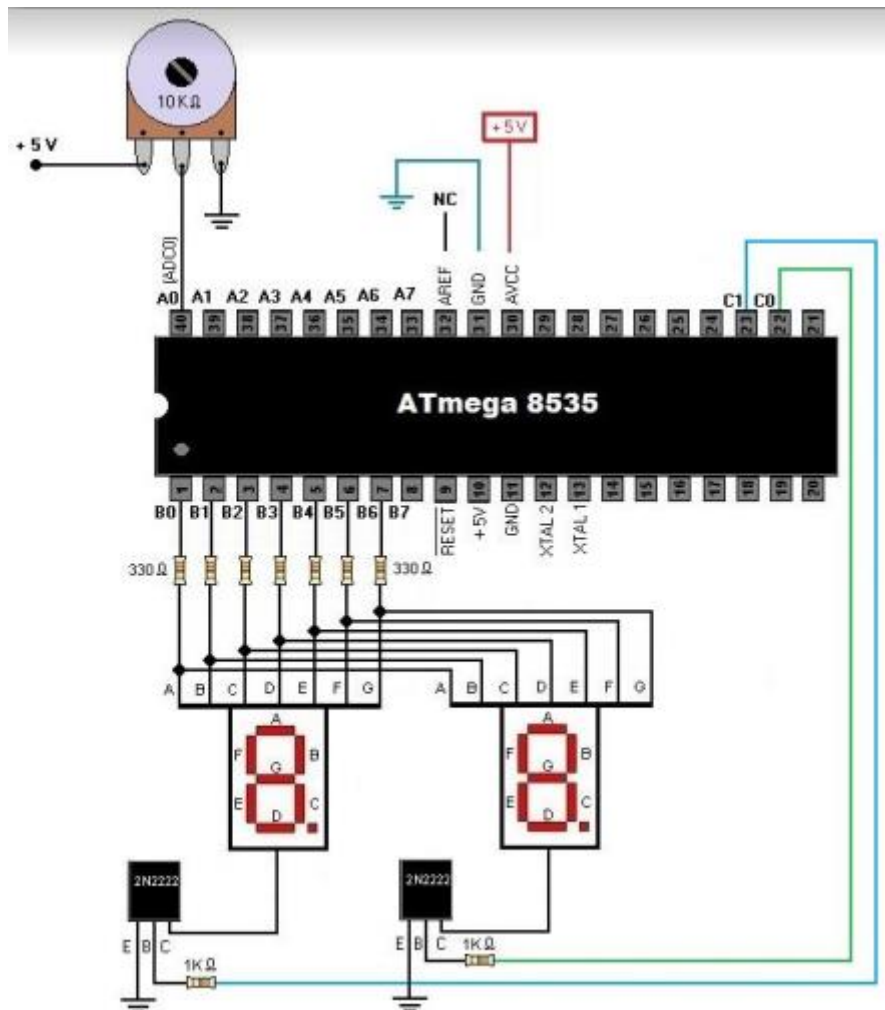 10KΩ
+ 5 V
+5V
NC
(ADC0)
AREF
GND
AVCC
A0 A1 A2 A3 A4 A5 A6 A7
C1 C0
40 39 38 37 36 35 34 33 32 31 30 29 28 27 26 25 24 23 22 21
ATmega 8535
1 2 3 4 5 6 7 8 9 10 11 12 13 14 15 16 17 18 19 20
B0 B1 B2 B3 B4 B5 B6 B7
RESET
+5V
GND
XTAL 2
XTAL 1
330 Ω
330 Ω
A B C D E F G
A B C D E F G
A
F B
G
E C
D
A
F B
G
E C
D
2N2222
2N2222
E B C
1KΩ
E B C
1KΩ